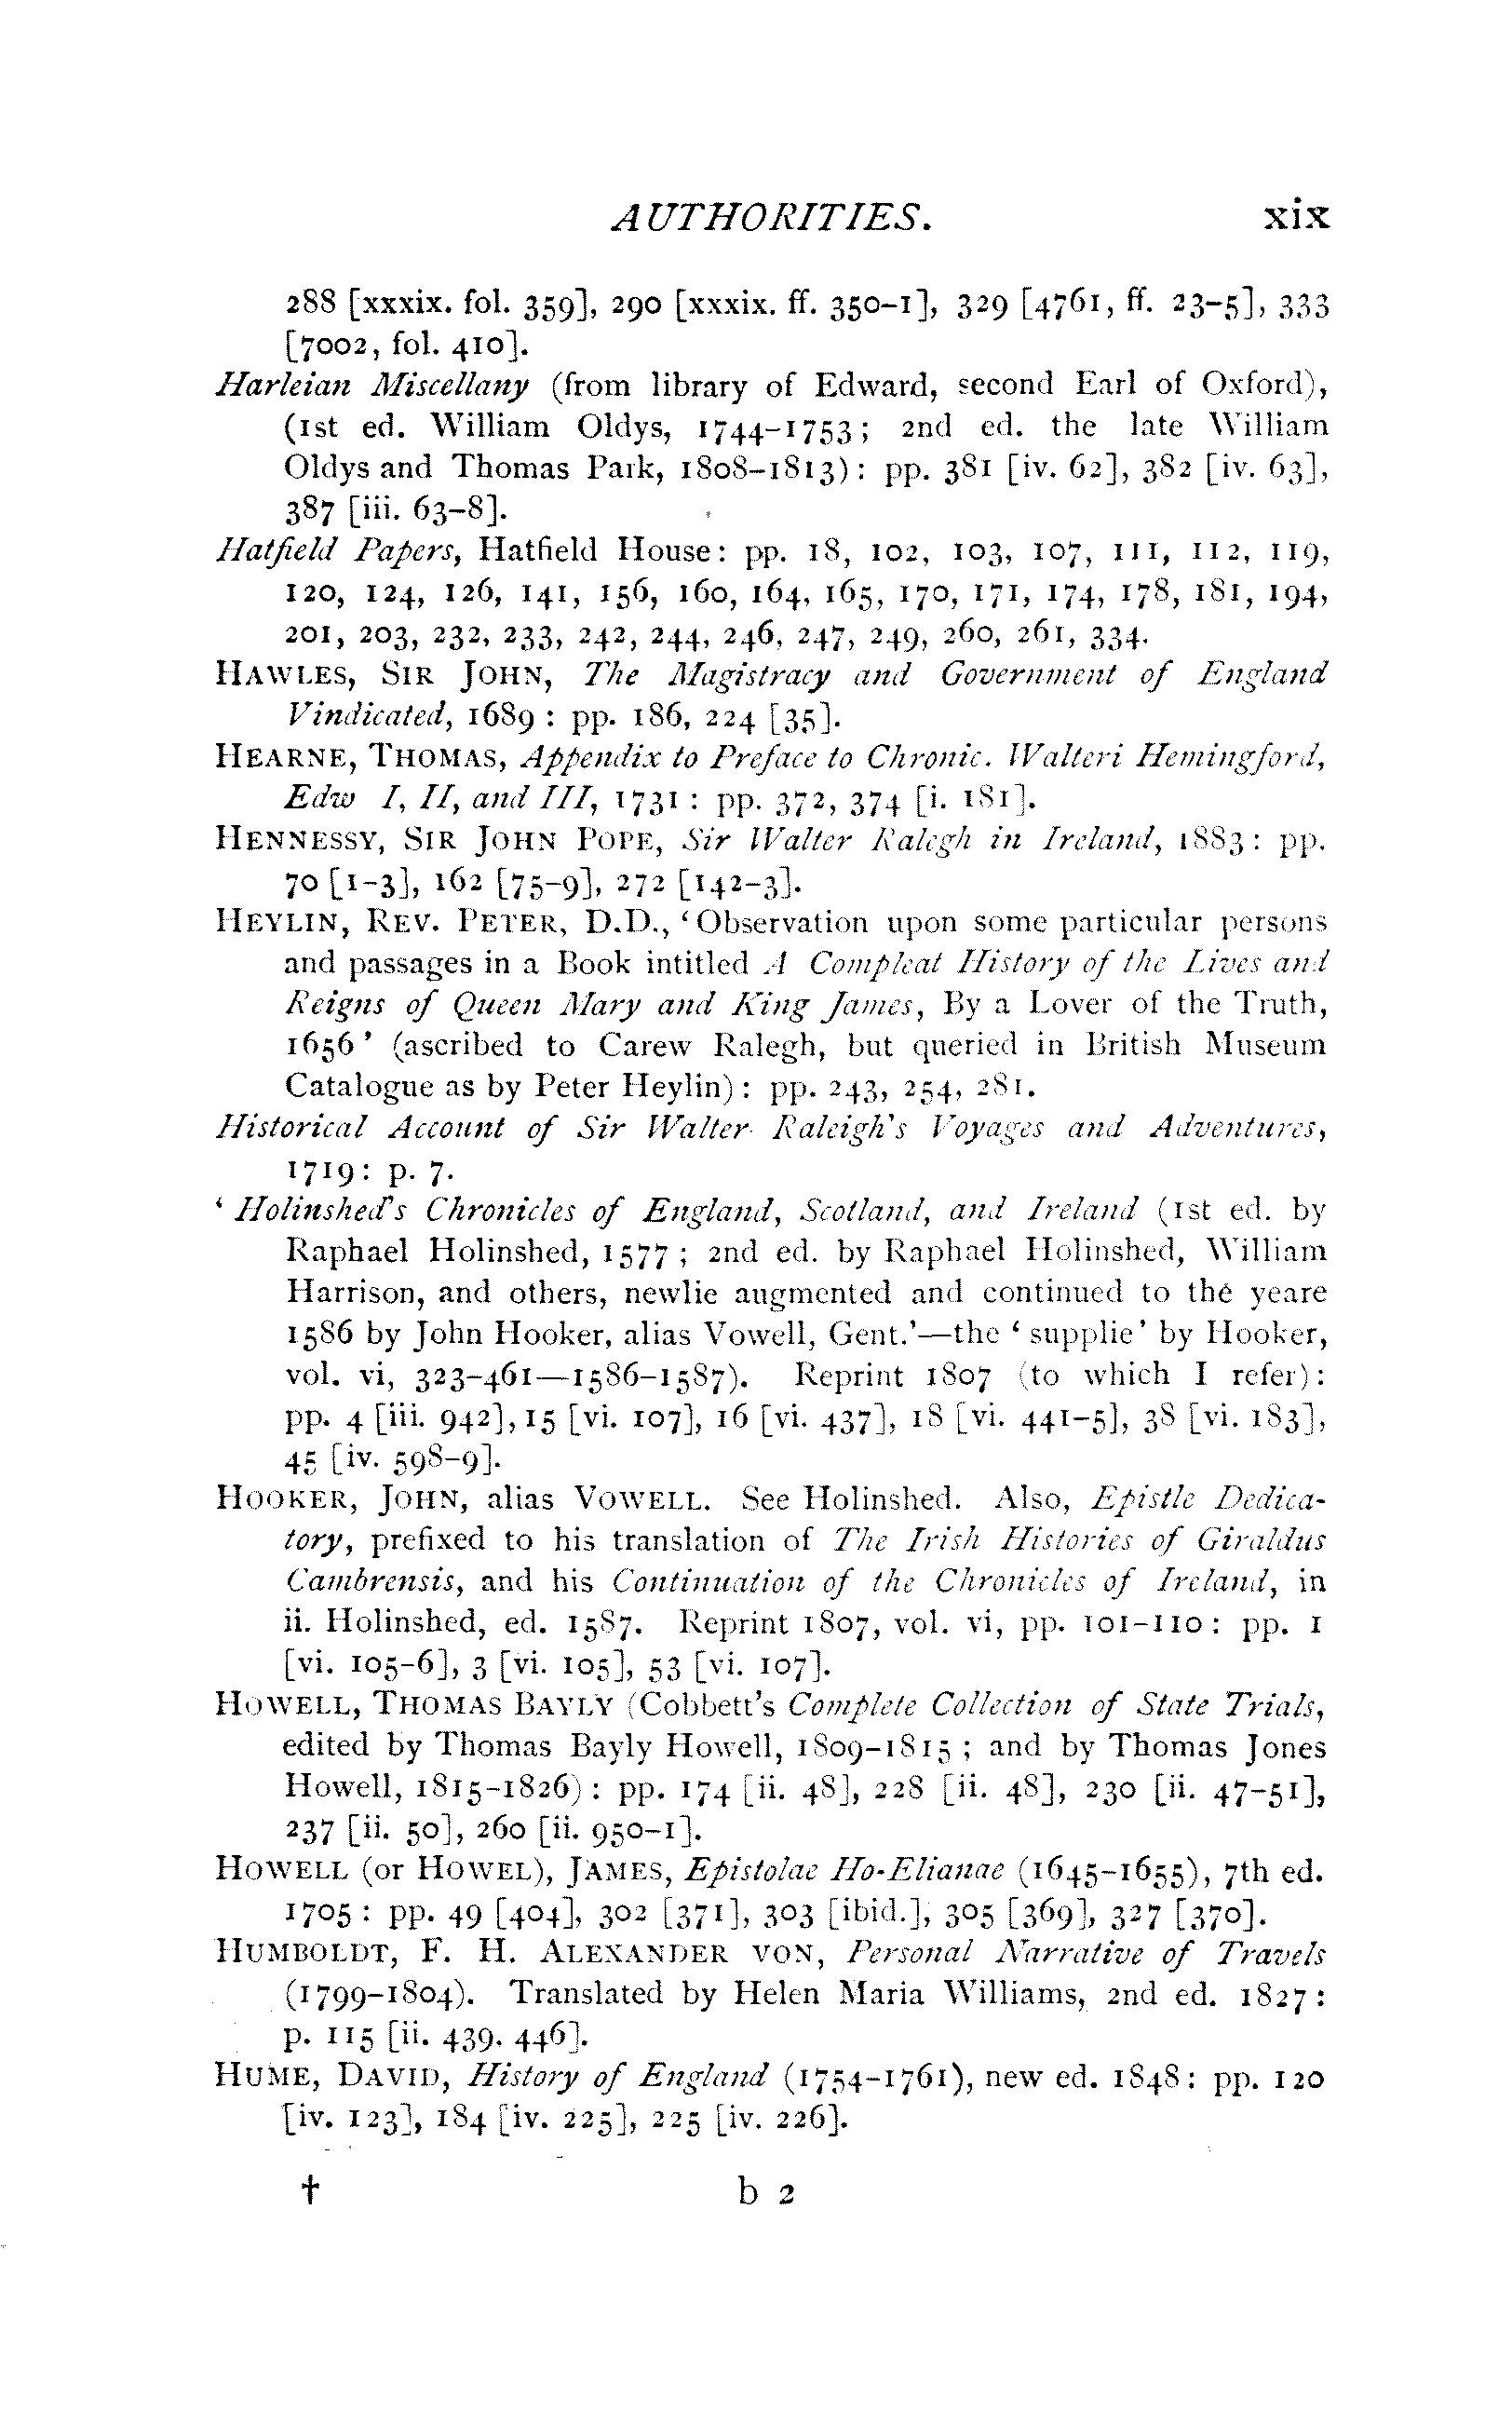 AUTHORITIES. xix
288 [xxxix. fol. 359], 290 [xxxix. ff. 350–1], 329 [4761, ff. 23–5], 333
[7002, fol. 410].
Harleian Miscellany (from library of Edward, second Earl of Oxford),
(1st ed. William Oldys, 1744–1753; 2nd ed. the late William
Oldys and Thomas Park, 1808–1813): pp. 381 [iv. 62], 382 [iv. 63],
387 [iii. 63–8].
Hatfield Papers, Hatfield House: pp. 18, 102, 103, 107, 111, 112, 119,
120, 124, 126, 141, 156, 160, 164, 165, 170, 171, 174, 178, 181, 194,
201, 203, 232, 233, 242, 244, 246, 247, 249, 260, 261, 334.
HAWLES, SIR JOHN, The Magistracy and Government of England
Vindicated, 1689 : pp. 186, 224 [35].
HEARNE, THOMAS, Appendix to Preface to Chronic. Walteri Hemingford,
Edw I, II, and III, 1731 : pp. 372, 374 [i. 181].
HENNESSY, SIR JOHN POPE, Sir Walter Ralegh in Ireland, 1883: pp.
70 [1–3], 162 [75–9], 272 [142–3].
HEYLIN, REV. PETER, D.D., ‘Observation upon some particular persons
and passages in a Book intitled A Compleat History of the Lives and
Reigns of Queen Mary and King James, By a Lover of the Truth,
1656’ (ascribed to Carew Ralegh, but queried in British Museum
Catalogue as by Peter Heylin): pp. 243, 254, 281.
Historical Account of Sir Walter Raleigh's Voyages and Adventures,
1719: p. 7.
‘Holinshed's Chronicles of England, Scotland, and Ireland (1st ed. by
Raphael Holinshed, 1577 ; 2nd ed. by Raphael Holinshed, William
Harrison, and others, newlie augmented and continued to the yeare
1586 by John Hooker, alias Vowell, Gent.’—the ‘supplie’ by Hooker,
vol. vi, 323–461—1586–1587). Reprint 1807 (to which I refer):
pp. 4 [iii. 942], 15 [vi. 107], 16 [vi. 437], 18 [vi. 441–5], 38 [vi. 183],
45 [iv. 598–9].
HOOKER, JOHN, alias VOWELL. See Holinshed. Also, Epistle Dedica-
tory, prefixed to his translation of The Irish Histories of Giraldus
Cambrensis, and his Continuation of the Chronicles of Ireland, in
ii. Holinshed, ed. 1587. Reprint 1807, vol. vi, pp. 101–110: pp. 1
[vi. 105–6], 3 [vi. 105], 53 [vi. 107].
HOWELL, THOMAS BAYLY (Cobbett's Complete Collection of State Trials,
edited by Thomas Bayly Howell, 1809–1815 ; and by Thomas Jones
Howell, 1815–1826): pp. 174 [ii. 48], 228 [ii. 48], 230 [ii. 47–51],
237 [ii. 50], 260 [ii. 950–1].
HOWELL (or HOWEL), JAMES, Epistolae Ho-Elianae (1645–1655), 7th ed.
1705 : pp. 49 [404], 302 [371], 303 [ibid.], 305 [369], 327 [370].
HUMBOLDT, F. H. ALEXANDER VON, Personal Narrative of Travels
(1799–1804). Translated by Helen Maria Williams, 2nd ed. 1827:
p. 115 [ii. 439. 446].
HUME, DAVID, History of England (1754–1761), new ed. 1848: pp. 120
[iv. 123], 184 [iv. 225], 225 [iv. 226].
† b 2